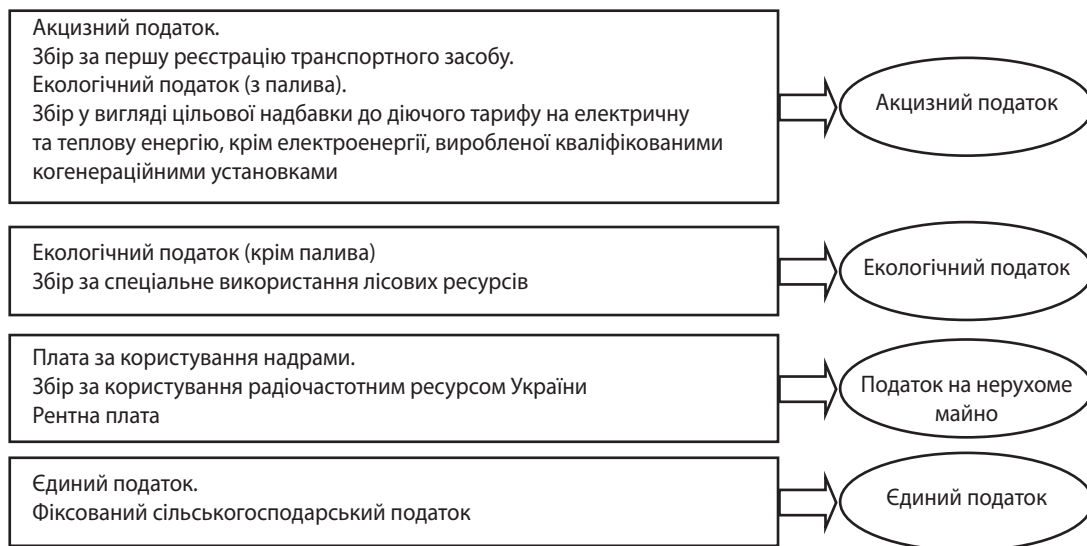 Акцизний податок.
Збір за першу реєстрацію транспортного засобу.
Екологічний податок (з палива).
Збір у вигляді цільової надбавки до діючого тарифу на електричну
та теплову енергію, крім електроенергії, виробленої кваліфікованими
когенераційними установками
Акцизний податок
Екологічний податок (крім палива)
Збір за спеціальне використання лісових ресурсів
Екологічний податок
Плата за користування надрами.
Збір за користування радіочастотним ресурсом України
Рентна плата
Податок на нерухоме
майно
Єдиний податок.
Фіксований сільськогосподарський податок
Єдиний податок